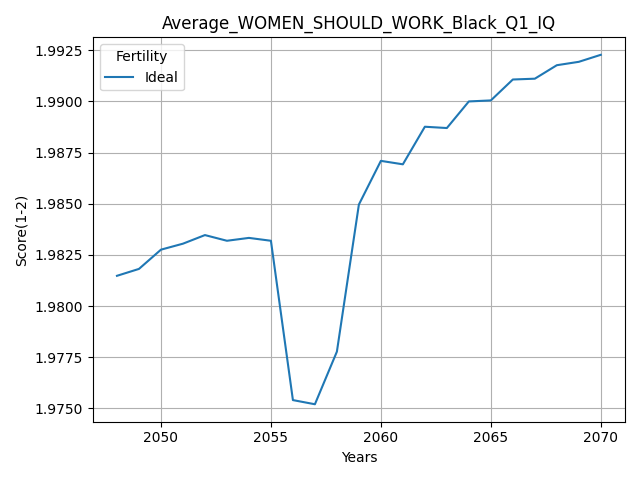 Average_WOMEN_SHOULD_WORK_Black_Q1_IQ
Fertility
Ideal
Score(1-2)
1.9925
1.9900
1.9875
1.9850
1.9825
1.9800
1.9775
1.9750
2050 2055 2060 2065 2070
Years